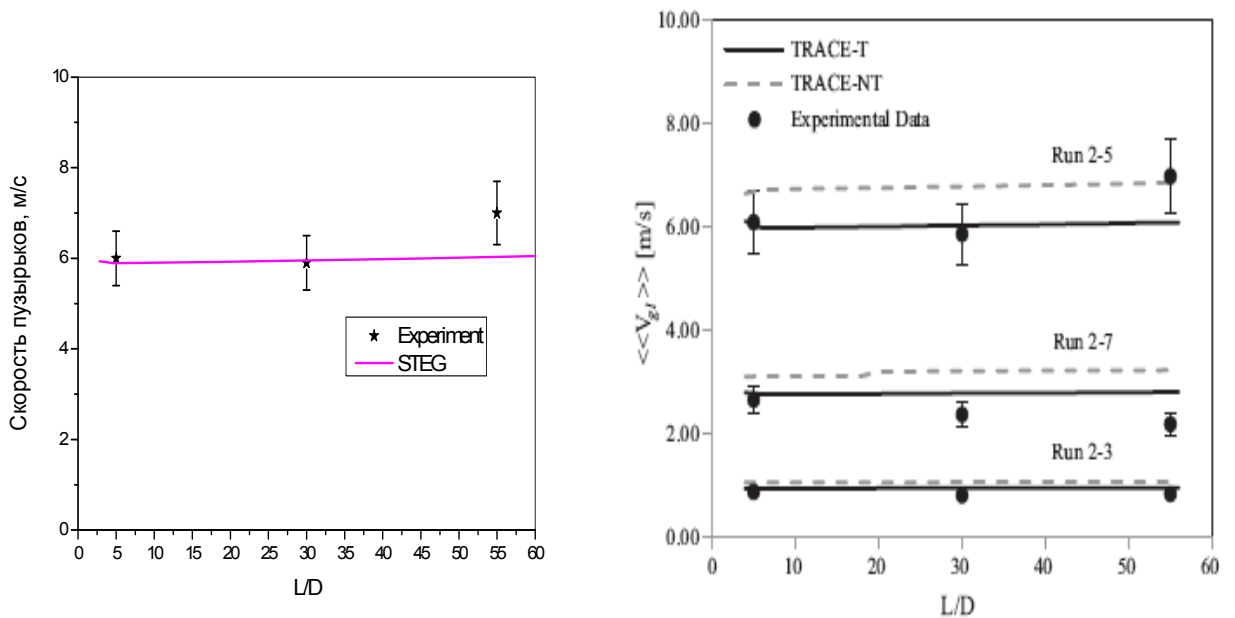 10
8
6
4
2
0
Скорость пузырьков, м/с
Experiment
STEG
0 5 10 15 20 25 30 35 40 45 50 55 60
L/D
10.00
8.00
6.00
4.00
2.00
0.00
<<V_gj>> [m/s]
TRACE-T
TRACE-NT
Experimental Data
Run 2-5
Run 2-7
Run 2-3
0 10 20 30 40 50 60
L/D